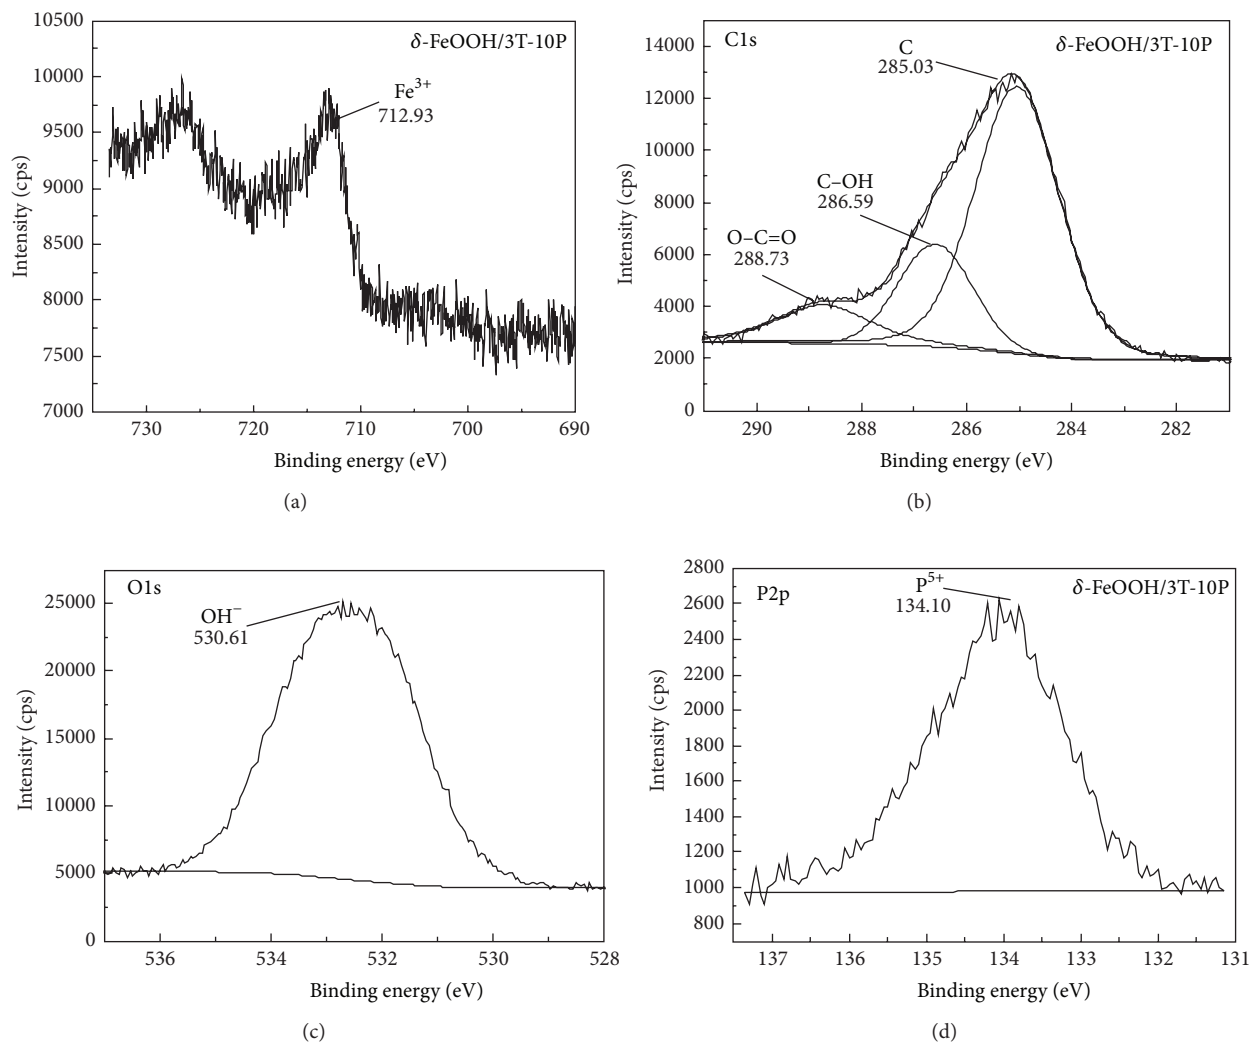 10500
10000
9500
9000
8500
8000
7500
7000
Intensity (cps)
δ-FeOOH/3T-10P
Fe³⁺
712.93
730 720 710 700 690
Binding energy (eV)
(a)
14000
12000
10000
8000
6000
4000
2000
0
Intensity (cps)
C1s
δ-FeOOH/3T-10P
C
285.03
C–OH
286.59
O–C=O
288.73
290 288 286 284 282
Binding energy (eV)
(b)
25000
20000
15000
10000
5000
0
Intensity (cps)
O1s
OH⁻
530.61
536 534 532 530 528
Binding energy (eV)
(c)
2800
2600
2400
2200
2000
1800
1600
1400
1200
1000
800
Intensity (cps)
P2p
P⁵⁺
134.10
δ-FeOOH/3T-10P
137 136 135 134 133 132 131
Binding energy (eV)
(d)